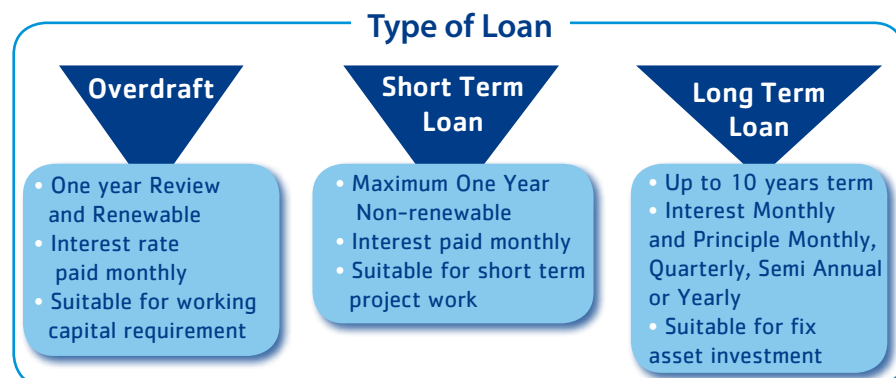 Type of Loan
Overdraft
• One year Review
and Renewable
• Interest rate
paid monthly
• Suitable for working
capital requirement
Short Term
Loan
• Maximum One Year
Non-renewable
• Interest paid monthly
• Suitable for short term
project work
Long Term
Loan
• Up to 10 years term
• Interest Monthly
and Principle Monthly,
Quarterly, Semi Annual
or Yearly
• Suitable for fix
asset investment